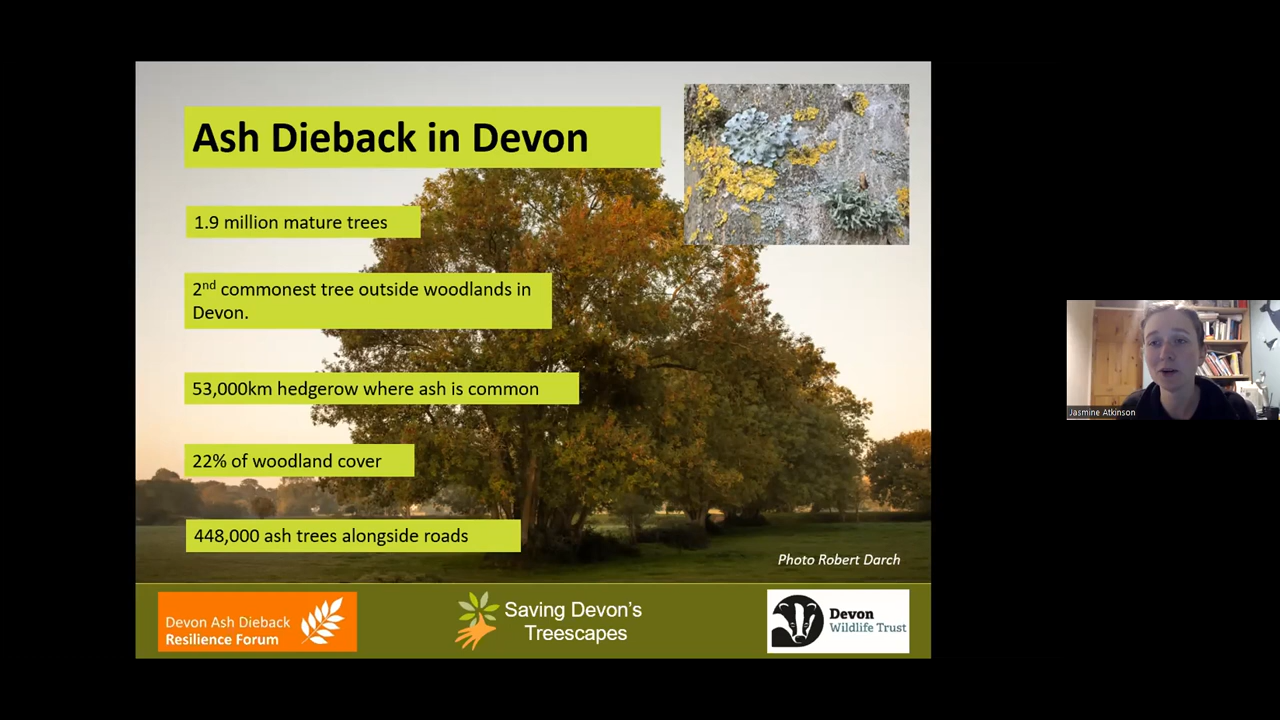 Ash Dieback in Devon
1.9 million mature trees
2nd commonest tree outside woodlands in
Devon.
53,000km hedgerow where ash is common
22% of woodland cover
448,000 ash trees alongside roads
Photo Robert Darch
Devon Ash Dieback
Resilience Forum
Saving Devon's
Treescapes
Devon
Wildlife Trust
Jasmine Atkinson